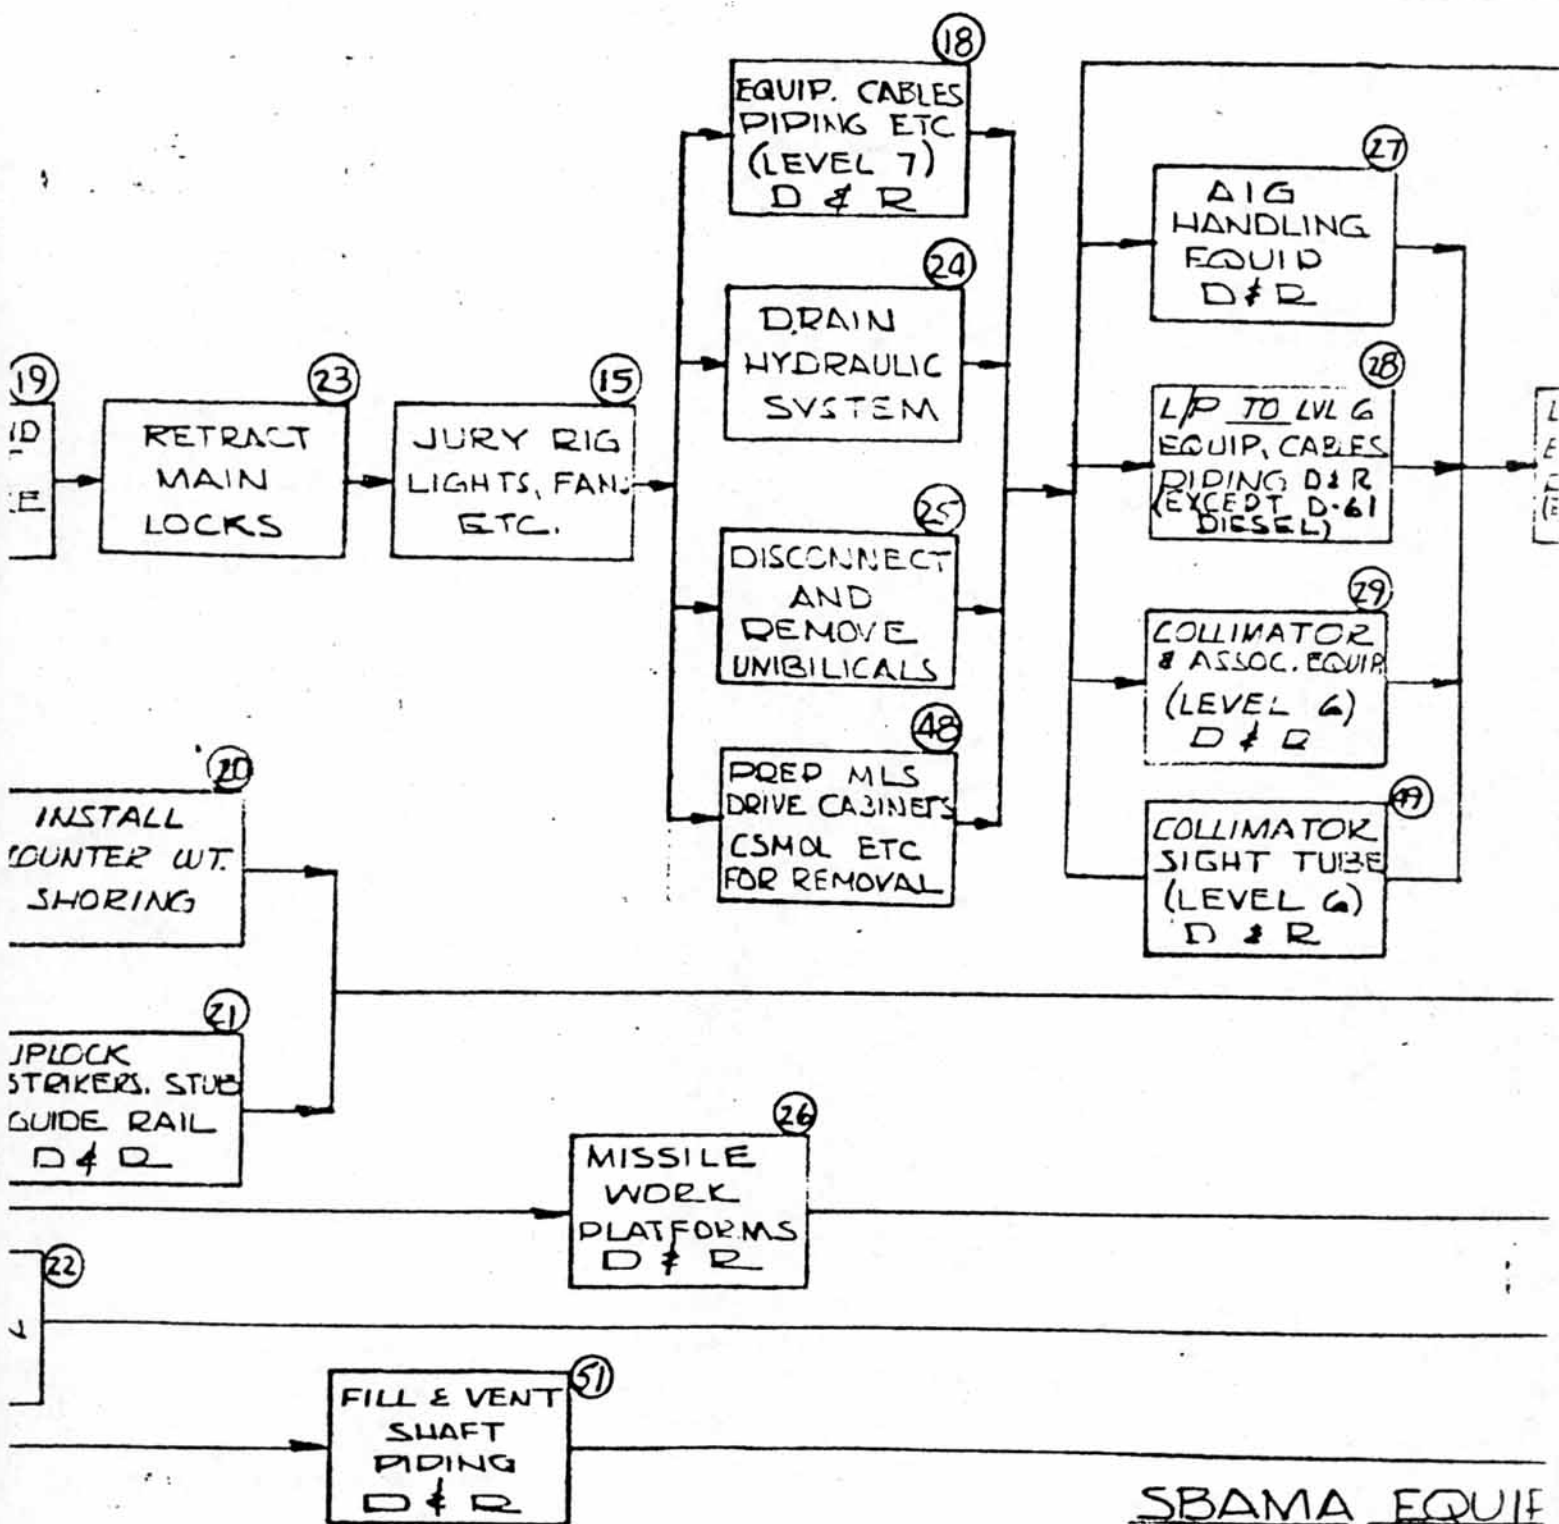 18
EQUIP. CABLES
PIPING ETC
(LEVEL 7)
D & R
27
AIG
HANDLING
EQUIP
D & R
24
DRAIN
HYDRAULIC
SYSTEM
19
23
RETRACT
MAIN
LOCKS
15
JURY RIG
LIGHTS, FANS
ETC.
28
L/P TO LVL 6
EQUIP, CABLES
PIPING D & R
(EXCEPT D-61
DIESEL)
25
DISCONNECT
AND
REMOVE
UNIBILICALS
29
COLLIMATOR
& ASSOC. EQUIP.
(LEVEL 6)
D & R
48
PREP MLS
DRIVE CABINETS
CSMOL ETC
FOR REMOVAL
COLLIMATOR
SIGHT TUBE
(LEVEL 6)
D & R
20
INSTALL
COUNTER WT.
SHORING
21
UPLOCK
STRIKERS. STUB
GUIDE RAIL
D & R
26
MISSILE
WORK
PLATFORMS
D & R
22
51
FILL & VENT
SHAFT
PIPING
D & R
SBAMA EQUIP